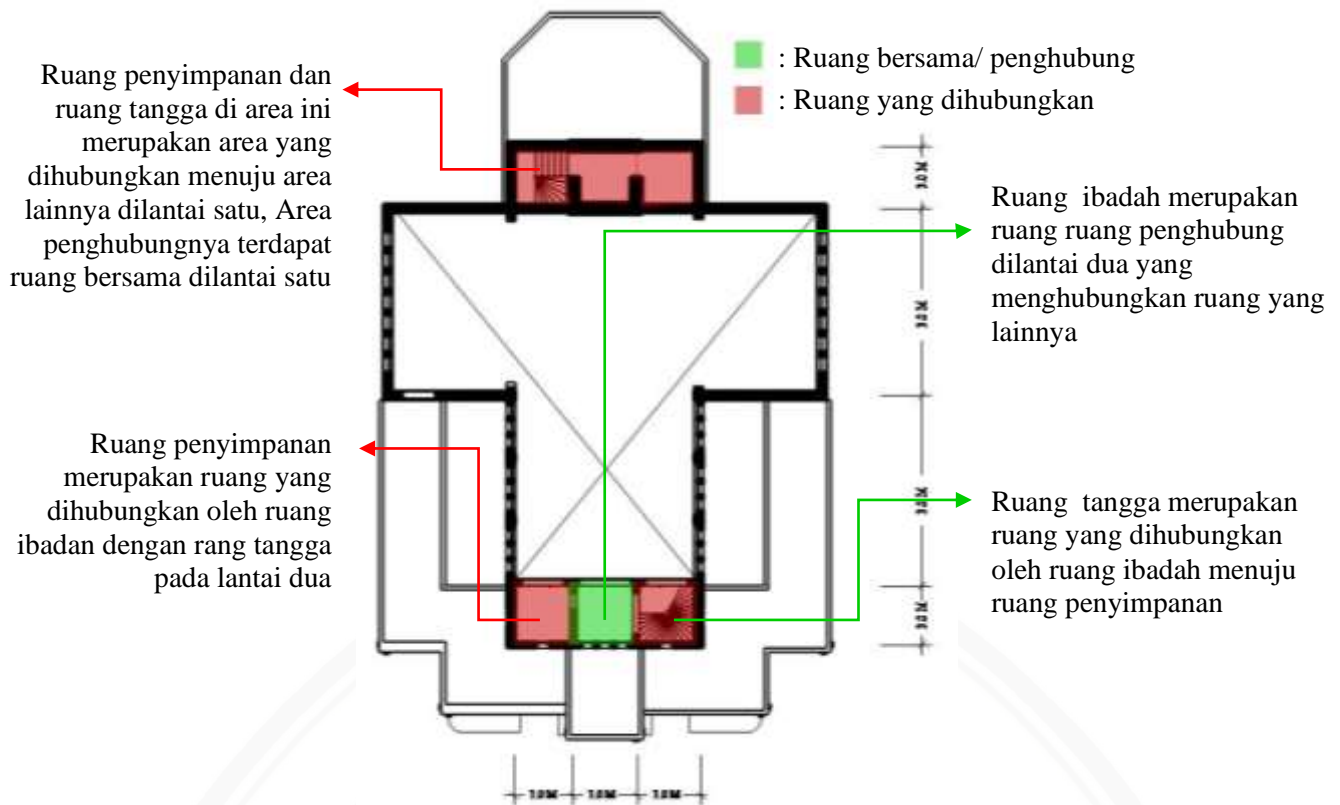 : Ruang bersama/ penghubung
: Ruang yang dihubungkan
Ruang penyimpanan dan
ruang tangga di area ini
merupakan area yang
dihubungkan menuju area
lainnya dilantai satu, Area
penghubungnya terdapat
ruang bersama dilantai satu
Ruang ibadah merupakan
ruang ruang penghubung
dilantai dua yang
menghubungkan ruang yang
lainnya
Ruang penyimpanan
merupakan ruang yang
dihubungkan oleh ruang
ibadan dengan rang tangga
pada lantai dua
Ruang tangga merupakan
ruang yang dihubungkan
oleh ruang ibadah menuju
ruang penyimpanan